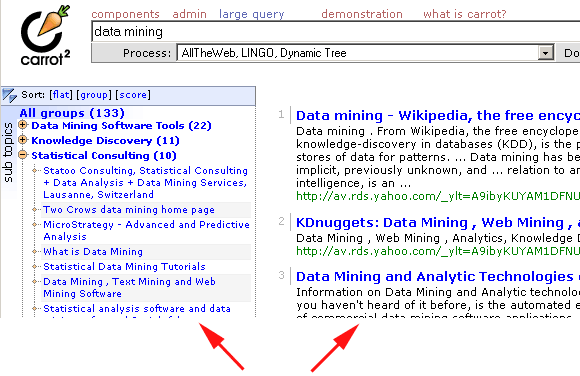 components admin large query demonstration what is carrot?
data mining
carrot2
Process: AllTheWeb, LINGO, Dynamic Tree Do
Sort: [flat] [group] [score]
sub topics
All groups (133)
Data Mining Software Tools (22)
Knowledge Discovery (11)
Statistical Consulting (10)
Statoo Consulting, Statistical Consulting
+ Data Analysis + Data Mining Services,
Lausanne, Switzerland
Two Crows data mining home page
MicroStrategy - Advanced and Predictive
Analysis
What is Data Mining
Statistical Data Mining Tutorials
Data Mining , Text Mining and Web
Mining Software
Statistical analysis software and data
1 Data mining - Wikipedia, the free encyc
Data mining . From Wikipedia, the free encyclope
knowledge-discovery in databases (KDD), is the p
stores of data for patterns. ... Data mining has be
implicit, previously unknown, and ... relation to ar
intelligence, is an ...
http://av.rds.yahoo.com/_ylt=A9ibyKUYAM1DFNU
2 KDnuggets: Data Mining , Web Mining , a
Data Mining , Web Mining , Analytics, Knowledge D
http://av.rds.yahoo.com/_ylt=A9ibyKUYAM1DFNU
3 Data Mining and Analytic Technologies
Information on Data Mining and Analytic technolo
you haven't heard of it before, is the automated e
of commercial data mining software applications